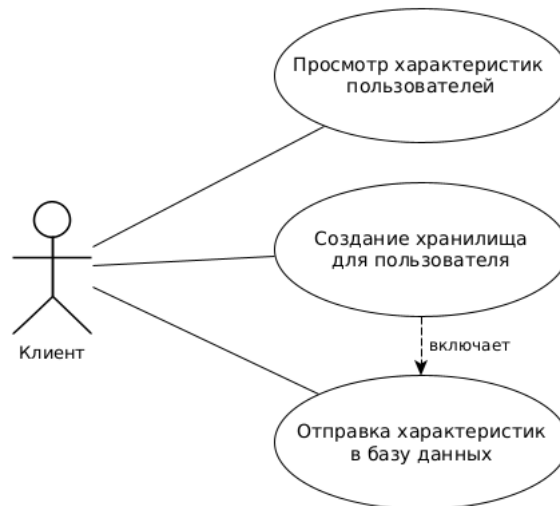 Просмотр характеристик
пользователей
Создание хранилища
для пользователя
Клиент
включает
Отправка характеристик
в базу данных